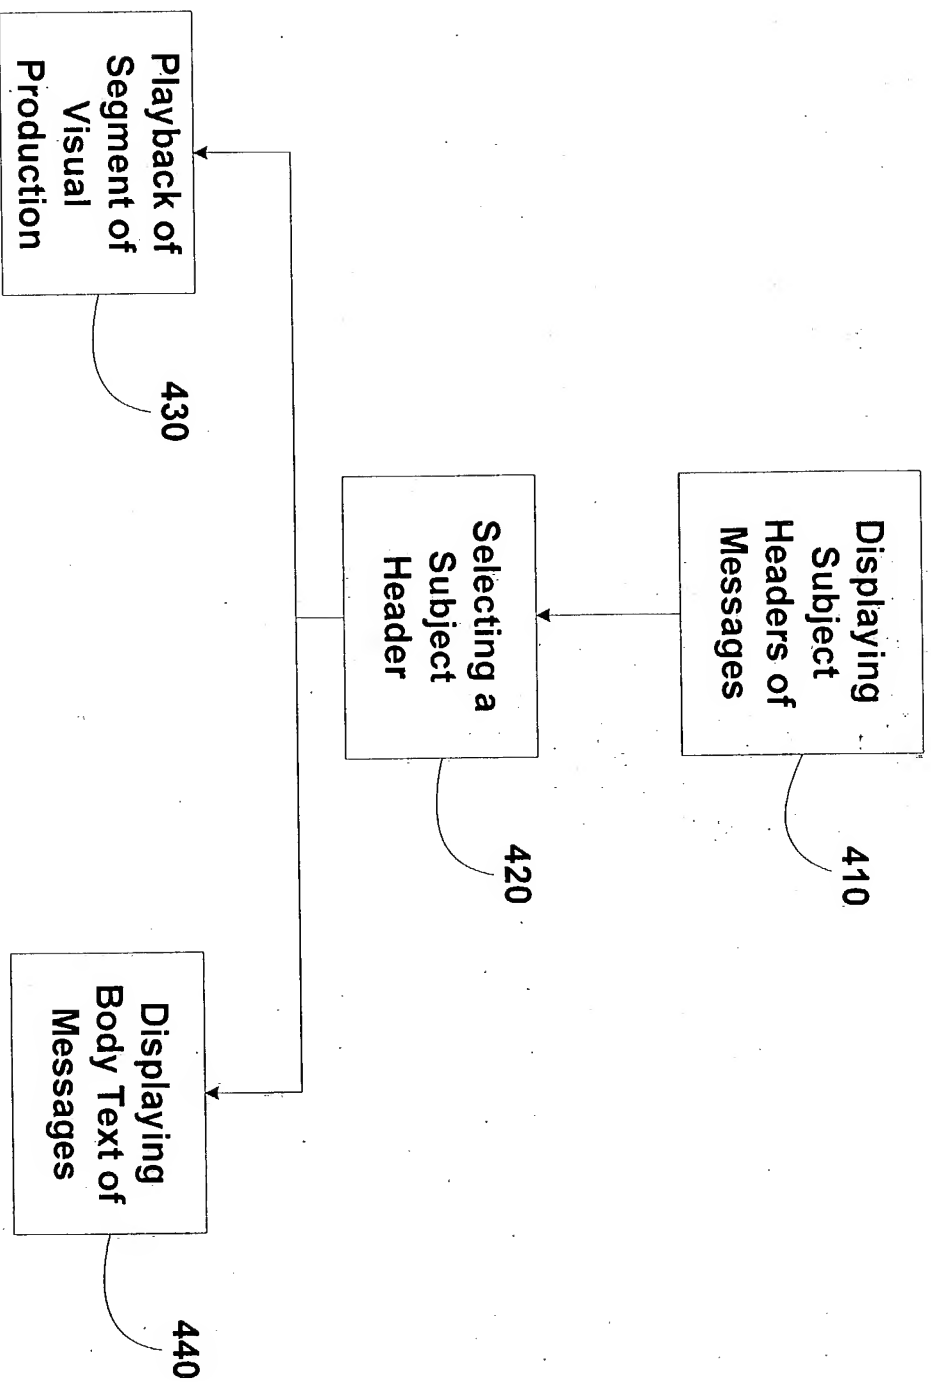 Displaying
Subject
Headers of
Messages
410
Selecting a
Subject
Header
420
Playback of
Segment of
Visual
Production
430
Displaying
Body Text of
Messages
440